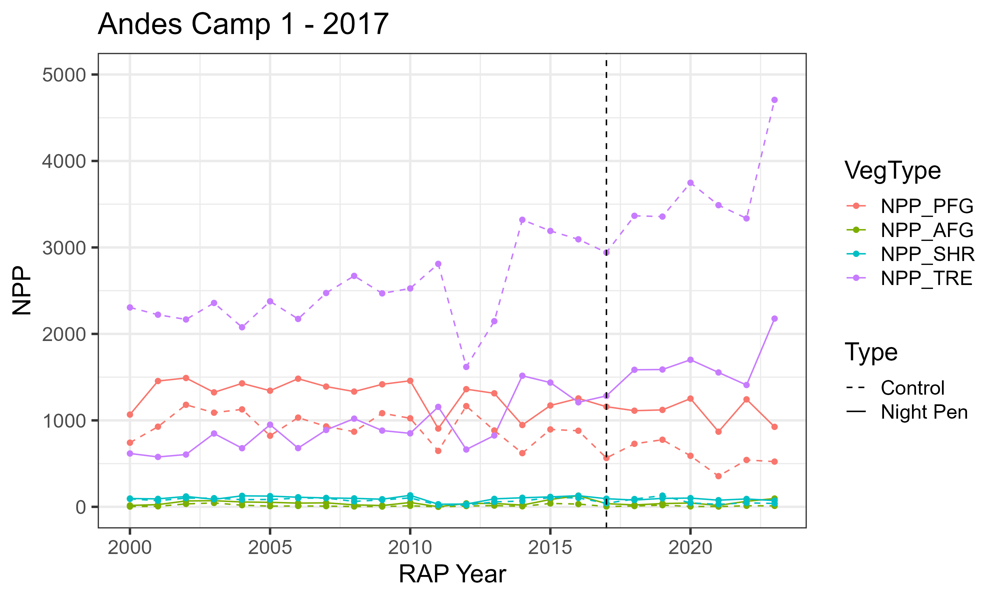 Andes Camp 1 - 2017
5000
4000
3000
2000
1000
0
NPP
2000 2005 2010 2015 2020
RAP Year
VegType
NPP_PFG
NPP_AFG
NPP_SHR
NPP_TRE
Type
Control
Night Pen